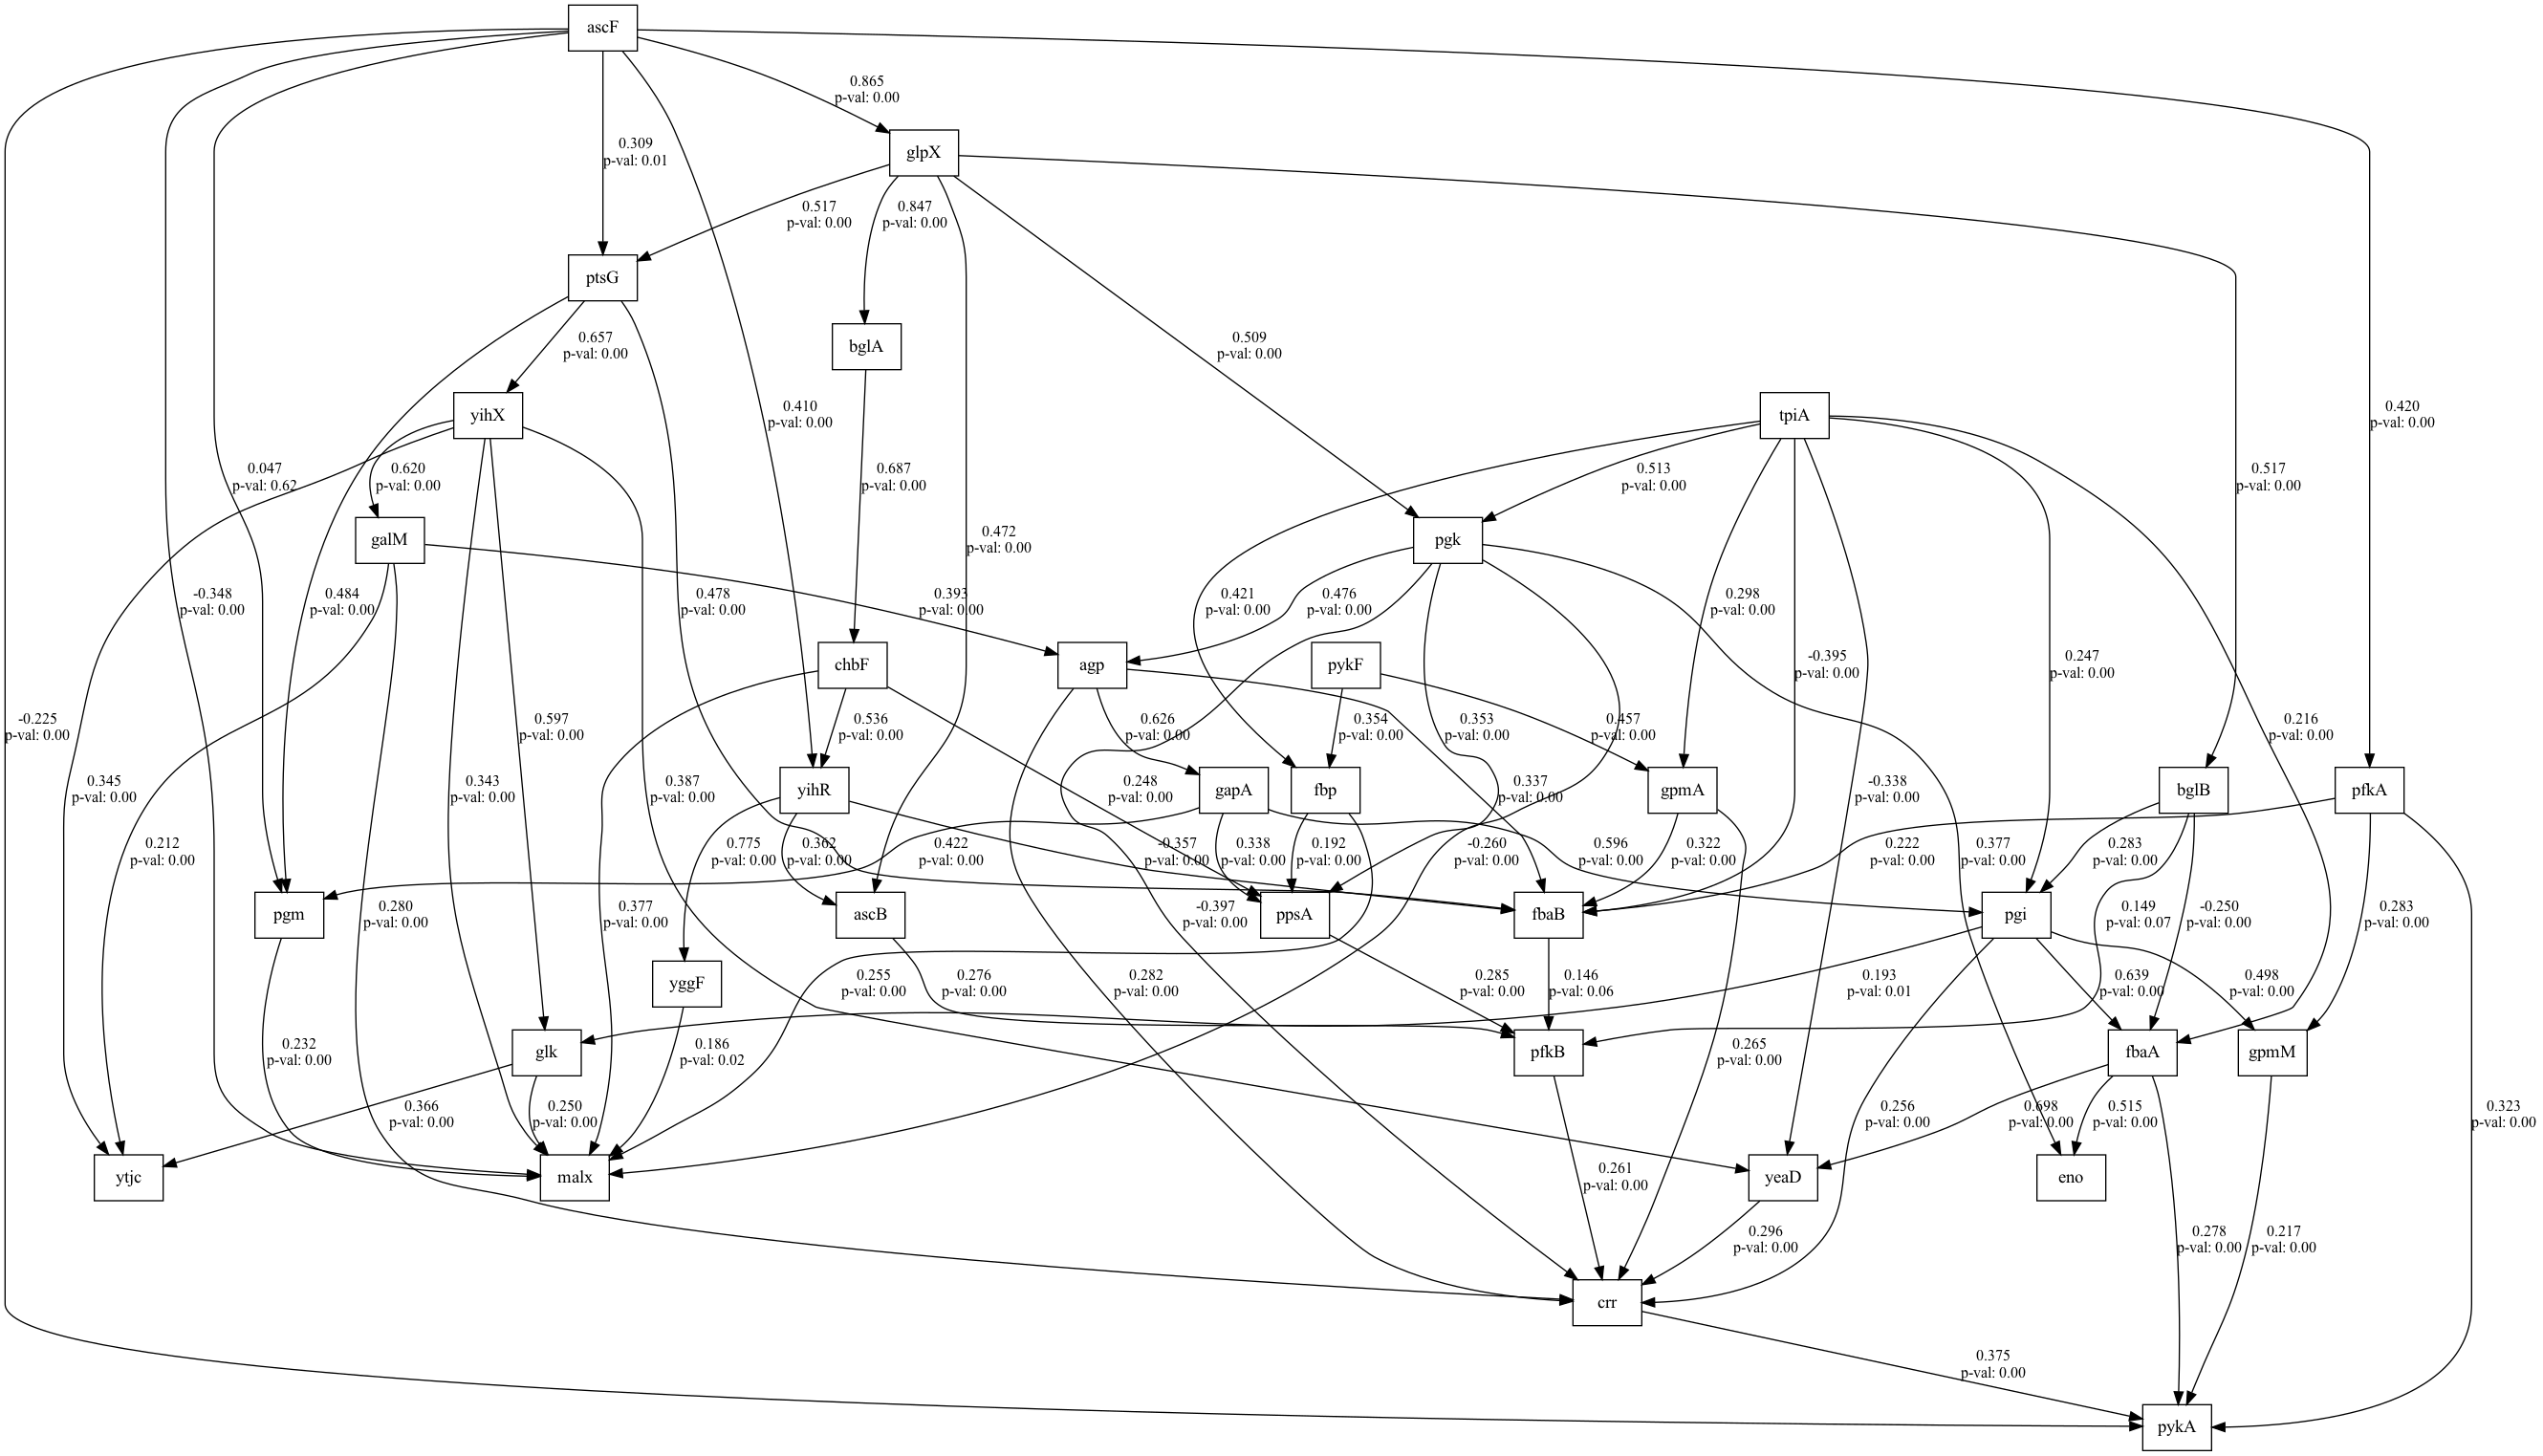 ascF
0.865
p-val: 0.00
0.309
p-val: 0.01
glpX
0.517
p-val: 0.00
0.847
p-val: 0.00
ptsG
0.657
p-val: 0.00
bglA
0.509
p-val: 0.00
yihX
0.410
p-val: 0.00
tpiA
0.420
p-val: 0.00
0.047
p-val: 0.62
0.620
p-val: 0.00
0.687
p-val: 0.00
0.513
p-val: 0.00
0.517
p-val: 0.00
galM
0.472
p-val: 0.00
pgk
-0.348
p-val: 0.00
0.484
p-val: 0.00
0.478
p-val: 0.00
0.393
p-val: 0.00
0.421
p-val: 0.00
0.476
p-val: 0.00
0.298
p-val: 0.00
chbF
agp
pykF
-0.395
p-val: 0.00
0.247
p-val: 0.00
-0.225
p-val: 0.00
0.597
p-val: 0.00
0.536
p-val: 0.00
0.626
p-val: 0.00
0.354
p-val: 0.00
0.353
p-val: 0.00
0.457
p-val: 0.00
0.216
p-val: 0.00
0.345
p-val: 0.00
0.343
p-val: 0.00
0.387
p-val: 0.00
yihR
0.248
p-val: 0.00
gapA
fbp
0.337
p-val: 0.00
gpmA
-0.338
p-val: 0.00
bglB
pfkA
0.212
p-val: 0.00
0.775
p-val: 0.00
0.362
p-val: 0.00
0.422
p-val: 0.00
-0.357
p-val: 0.00
0.338
p-val: 0.00
0.192
p-val: 0.00
-0.260
p-val: 0.00
0.596
p-val: 0.00
0.322
p-val: 0.00
0.222
p-val: 0.00
0.377
p-val: 0.00
0.283
p-val: 0.00
pgm
0.280
p-val: 0.00
0.377
p-val: 0.00
ascB
-0.397
p-val: 0.00
ppsA
fbaB
pgi
0.149
p-val: 0.07
-0.250
p-val: 0.00
0.283
p-val: 0.00
yggF
0.255
p-val: 0.00
0.276
p-val: 0.00
0.282
p-val: 0.00
0.285
p-val: 0.00
0.146
p-val: 0.06
0.193
p-val: 0.01
0.639
p-val: 0.00
0.498
p-val: 0.00
0.232
p-val: 0.00
glk
0.186
p-val: 0.02
pfkB
0.265
p-val: 0.00
fbaA
gpmM
0.366
p-val: 0.00
0.250
p-val: 0.00
0.256
p-val: 0.00
0.698
p-val: 0.00
0.515
p-val: 0.00
0.323
p-val: 0.00
ytjc
malx
0.261
p-val: 0.00
yeaD
eno
0.296
p-val: 0.00
0.278
p-val: 0.00
0.217
p-val: 0.00
crr
0.375
p-val: 0.00
pykA